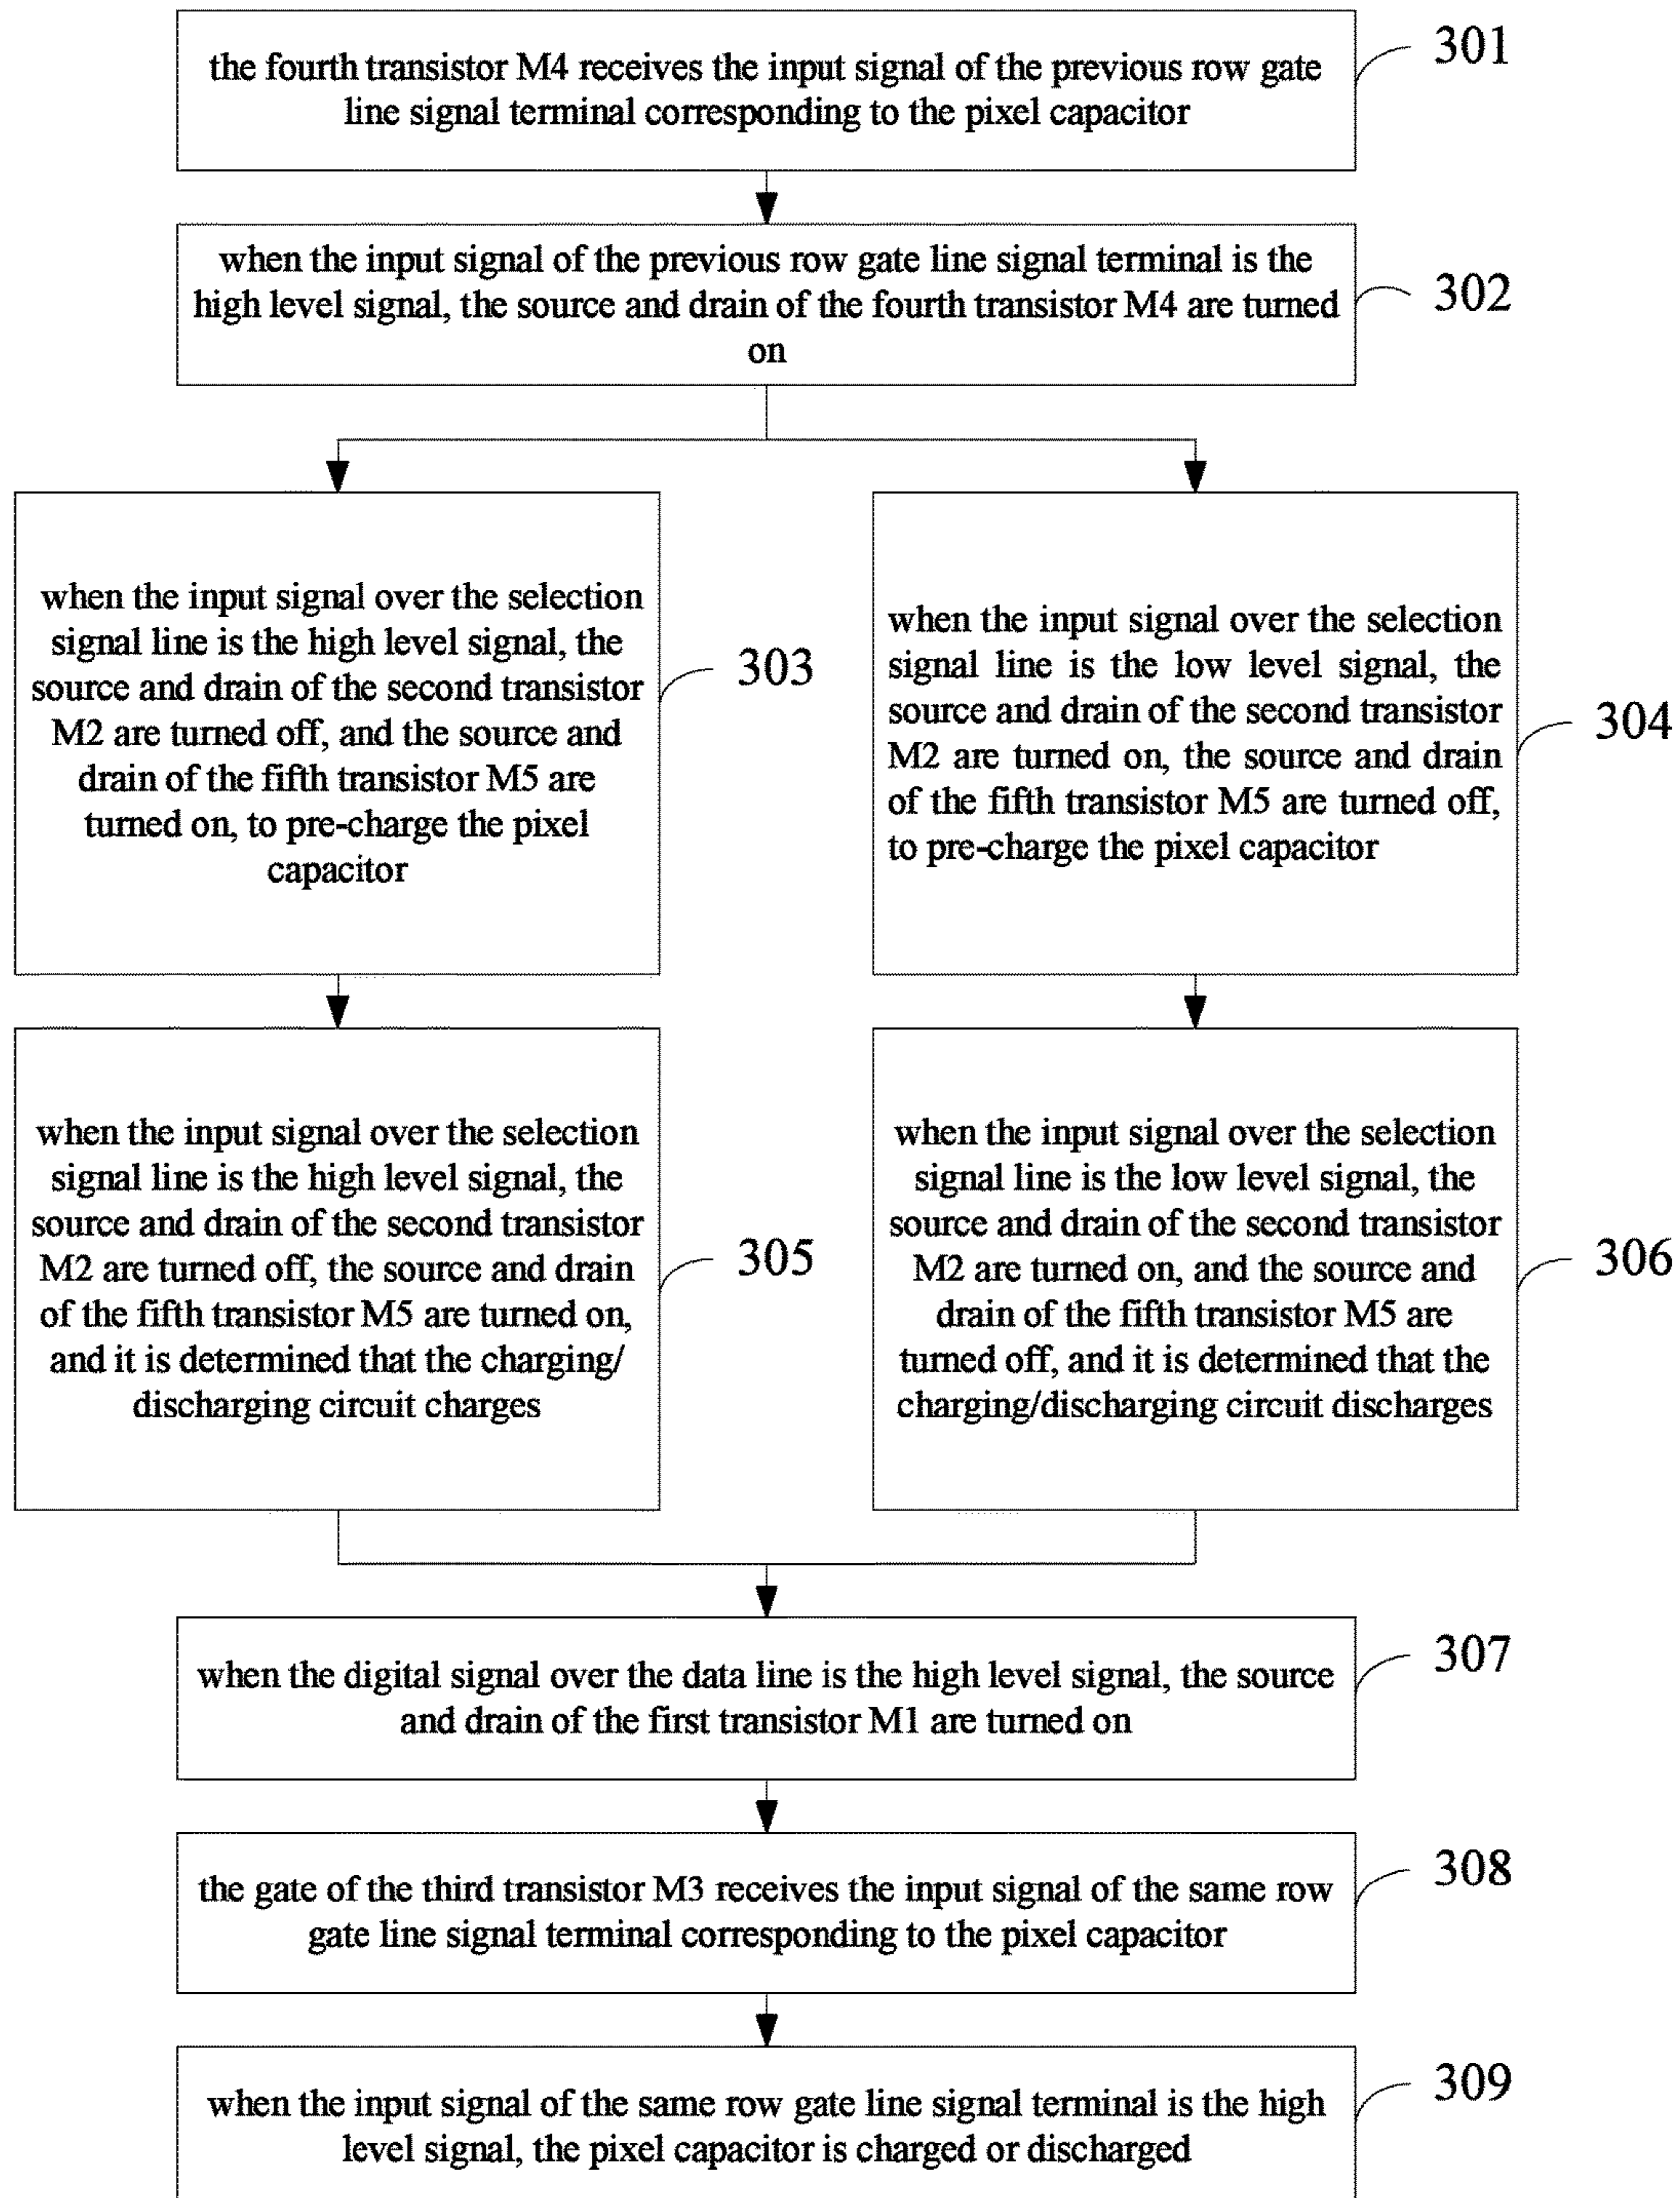 the fourth transistor M4 receives the input signal of the previous row gate
line signal terminal corresponding to the pixel capacitor
301
when the input signal of the previous row gate line signal terminal is the
high level signal, the source and drain of the fourth transistor M4 are turned
on
302
when the input signal over the selection
signal line is the high level signal, the
source and drain of the second transistor
M2 are turned off, and the source and
drain of the fifth transistor M5 are
turned on, to pre-charge the pixel
capacitor
303
when the input signal over the selection
signal line is the low level signal, the
source and drain of the second transistor
M2 are turned on, the source and drain
of the fifth transistor M5 are turned off,
to pre-charge the pixel capacitor
304
when the input signal over the selection
signal line is the high level signal, the
source and drain of the second transistor
M2 are turned off, the source and drain
of the fifth transistor M5 are turned on,
and it is determined that the charging/
discharging circuit charges
305
when the input signal over the selection
signal line is the low level signal, the
source and drain of the second transistor
M2 are turned on, and the source and
drain of the fifth transistor M5 are
turned off, and it is determined that the
charging/discharging circuit discharges
306
when the digital signal over the data line is the high level signal, the source
and drain of the first transistor M1 are turned on
307
the gate of the third transistor M3 receives the input signal of the same row
gate line signal terminal corresponding to the pixel capacitor
308
when the input signal of the same row gate line signal terminal is the high
level signal, the pixel capacitor is charged or discharged
309